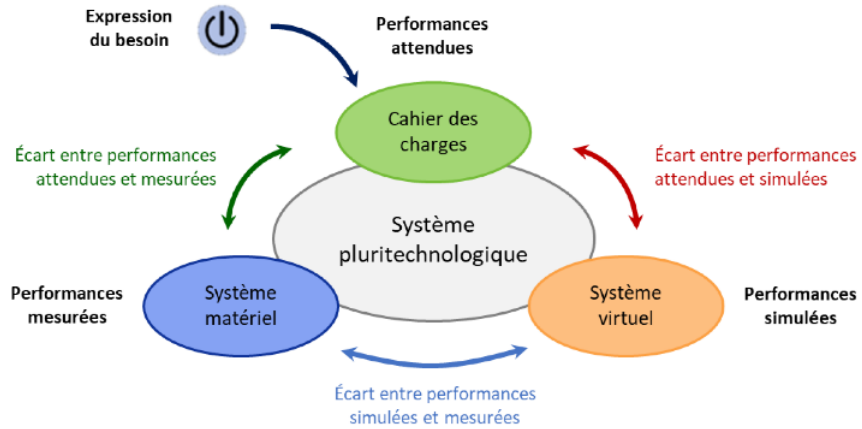 Expression
du besoin
Performances
attendues
Cahier des
charges
Écart entre performances
attendues et mesurées
Écart entre performances
attendues et simulées
Système
pluritechnologique
Performances
mesurées
Système
matériel
Système
virtuel
Performances
simulées
Écart entre performances
simulées et mesurées